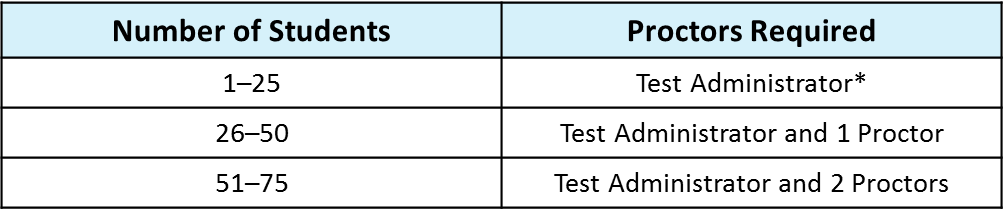 Number of Students Proctors Required
1–25 Test Administrator*
26–50 Test Administrator and 1 Proctor
51–75 Test Administrator and 2 Proctors